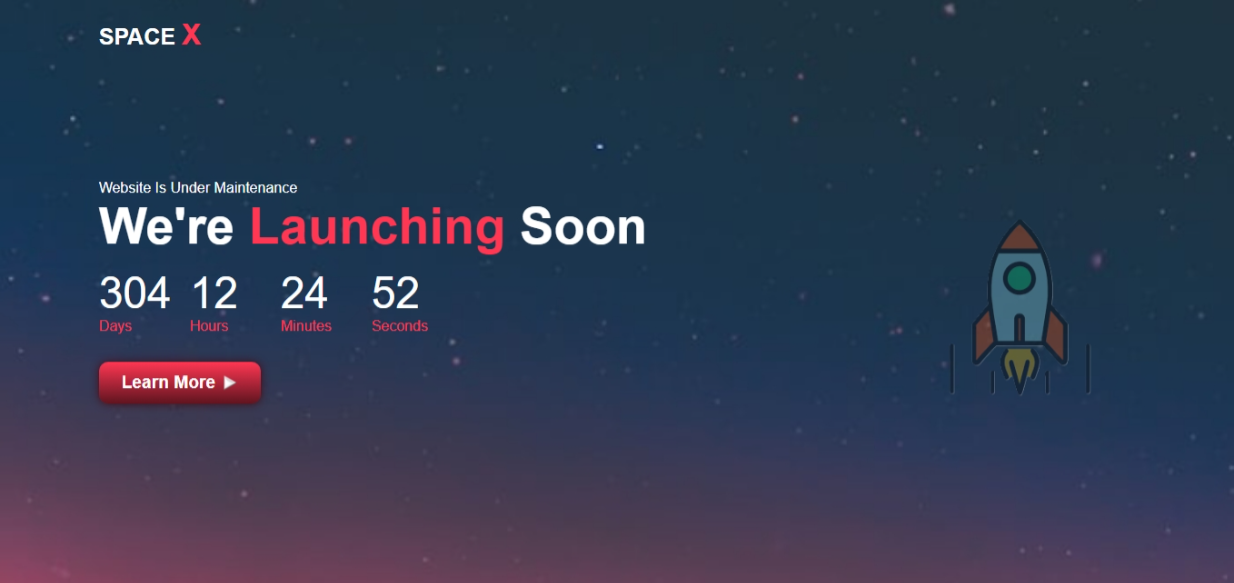 SPACE X
Website Is Under Maintenance
We're Launching Soon
304 12 24 52
Days Hours Minutes Seconds
Learn More